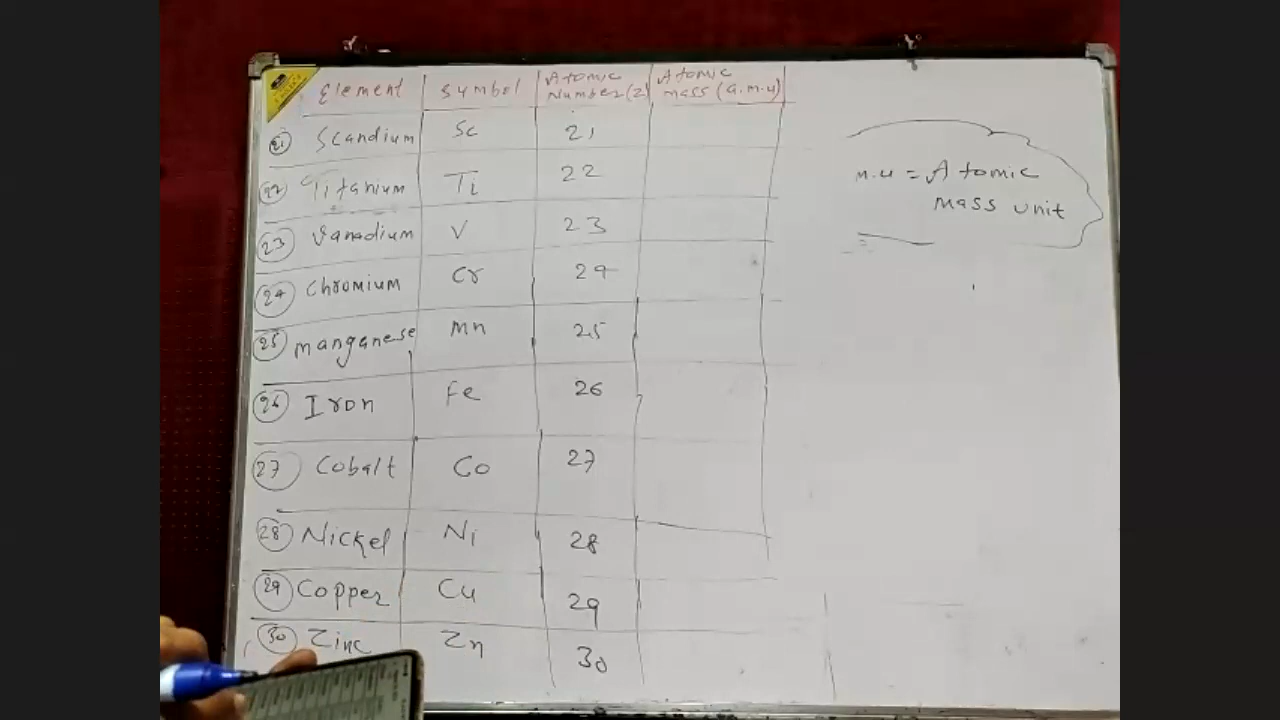 Element Symbol Atomic Number (Z) Atomic mass (a.m.u)
21 Scandium Sc 21
22 Titanium Ti 22
23 Vanadium V 23
24 Chromium Cr 24
25 manganese mn 25
26 Iron Fe 26
27 Cobalt Co 27
28 Nickel Ni 28
29 Copper Cu 29
30 Zinc Zn 30
m.u = Atomic
mass unit